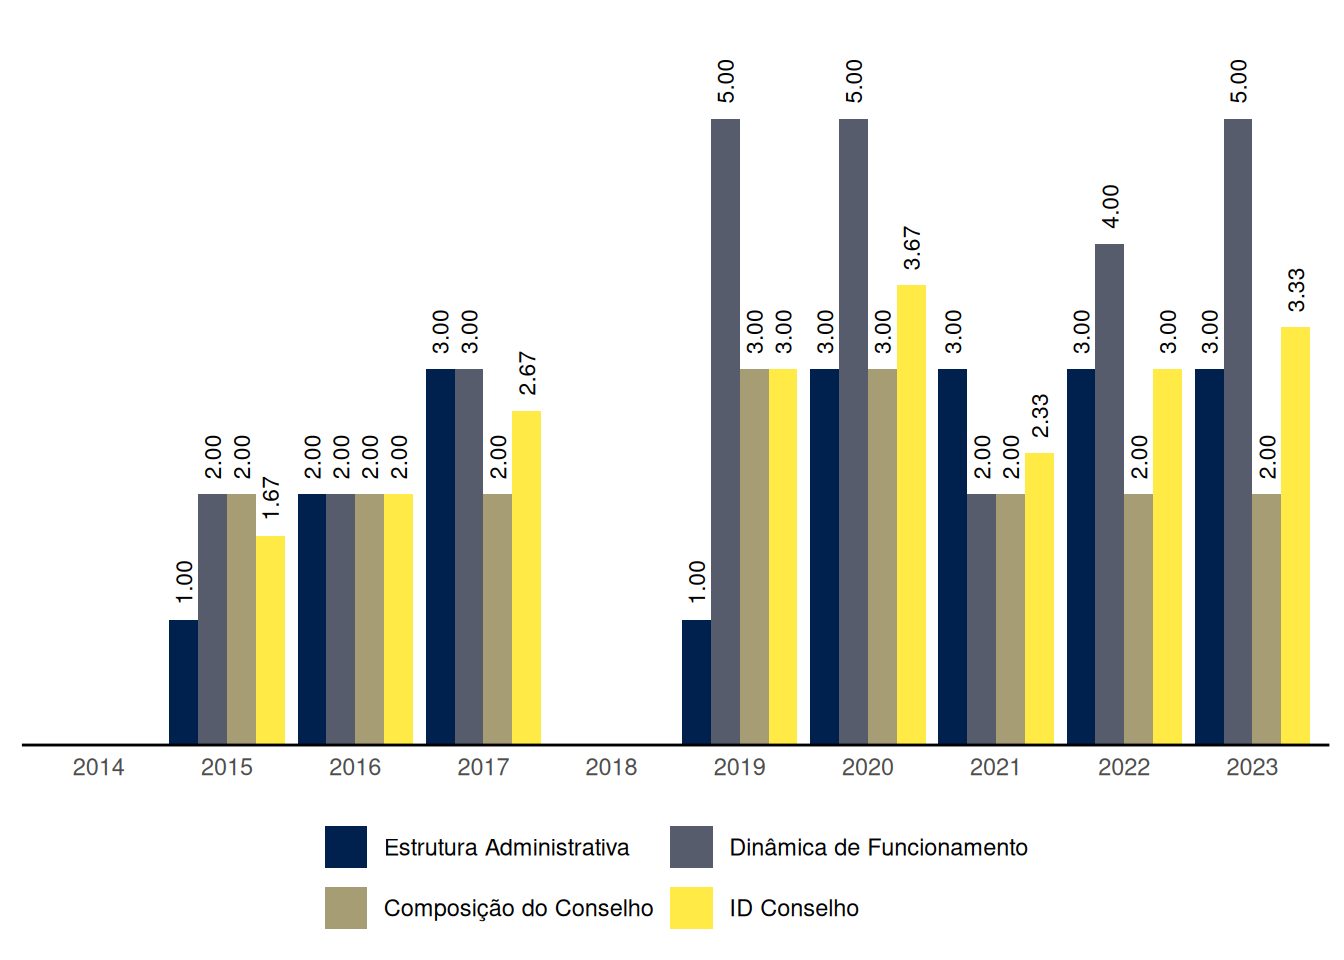 5.00 5.00 5.00
4.00
3.67
3.33
3.00 3.00 3.00 3.00 3.00 3.00 3.00 3.00 3.00 3.00
2.67
2.33
2.00 2.00 2.00 2.00 2.00 2.00 2.00 2.00 2.00 2.00 2.00
1.67
1.00 1.00
2014 2015 2016 2017 2018 2019 2020 2021 2022 2023
Estrutura Administrativa Dinâmica de Funcionamento
Composição do Conselho ID Conselho